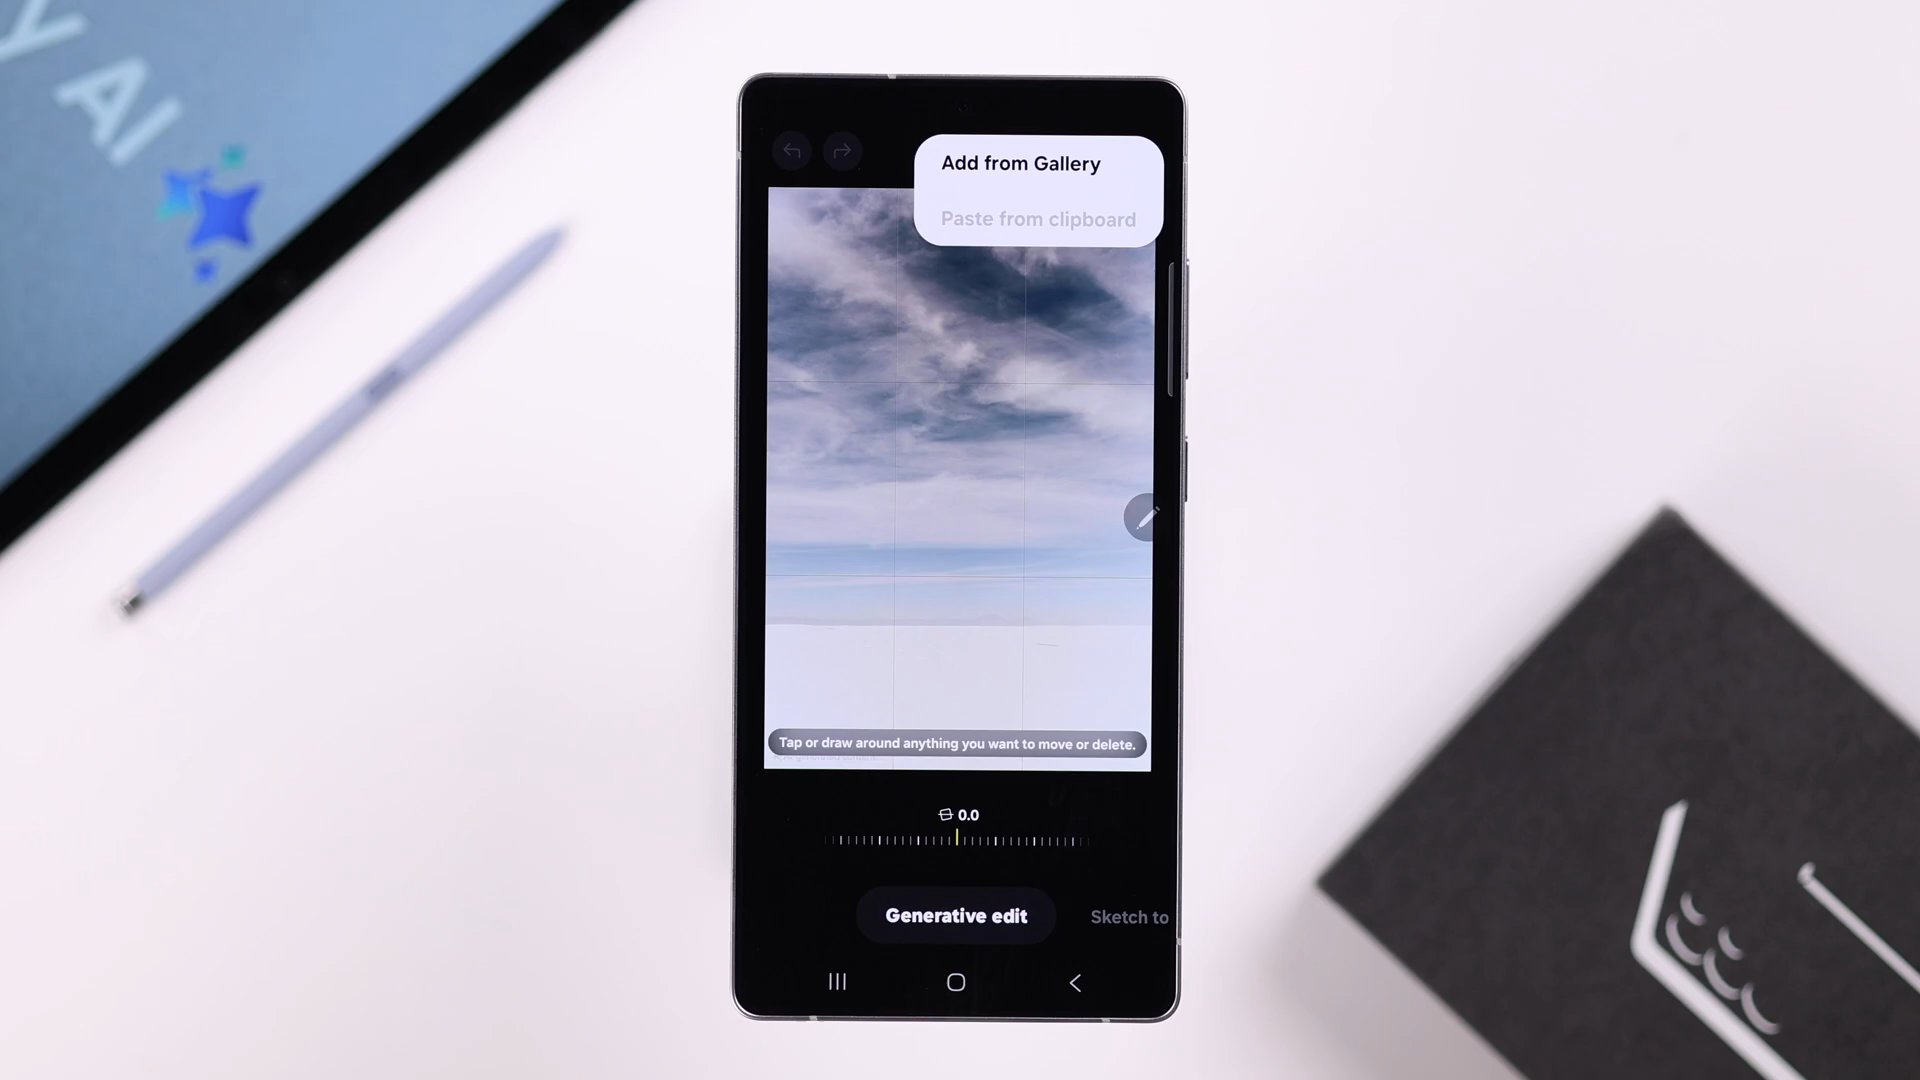 y AI
Add from Gallery
Paste from clipboard
Tap or draw around anything you want to move or delete.
0.0
Generative edit
Sketch to